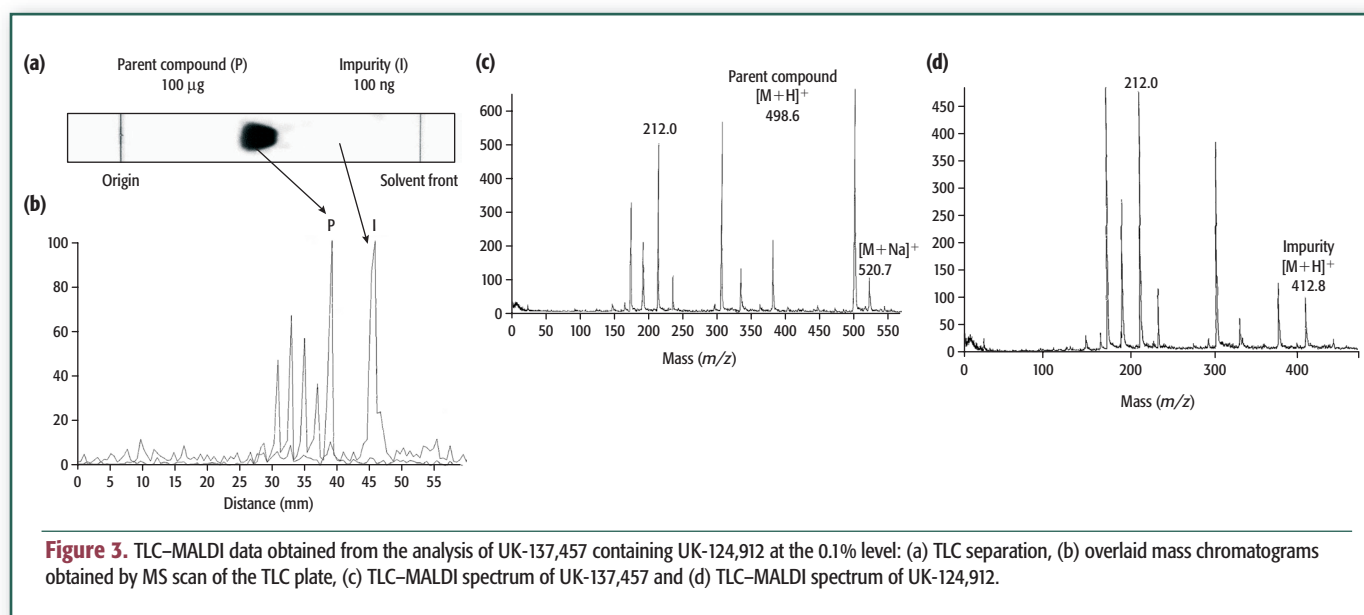 (a)
Parent compound (P)
100 μg
Impurity (I)
100 ng
Origin
Solvent front
(b)
P
I
100
80
60
40
20
0
0 5 10 15 20 25 30 35 40 45 50 55
Distance (mm)
(c)
Parent compound
[M+H]+
498.6
212.0
[M+Na]+
520.7
600
500
400
300
200
100
0
0 50 100 150 200 250 300 350 400 450 500 550
Mass (m/z)
(d)
212.0
Impurity
[M+H]+
412.8
450
400
350
300
250
200
150
100
50
0
0 100 200 300 400
Mass (m/z)
Figure 3. TLC–MALDI data obtained from the analysis of UK-137,457 containing UK-124,912 at the 0.1% level: (a) TLC separation, (b) overlaid mass chromatograms
obtained by MS scan of the TLC plate, (c) TLC–MALDI spectrum of UK-137,457 and (d) TLC–MALDI spectrum of UK-124,912.